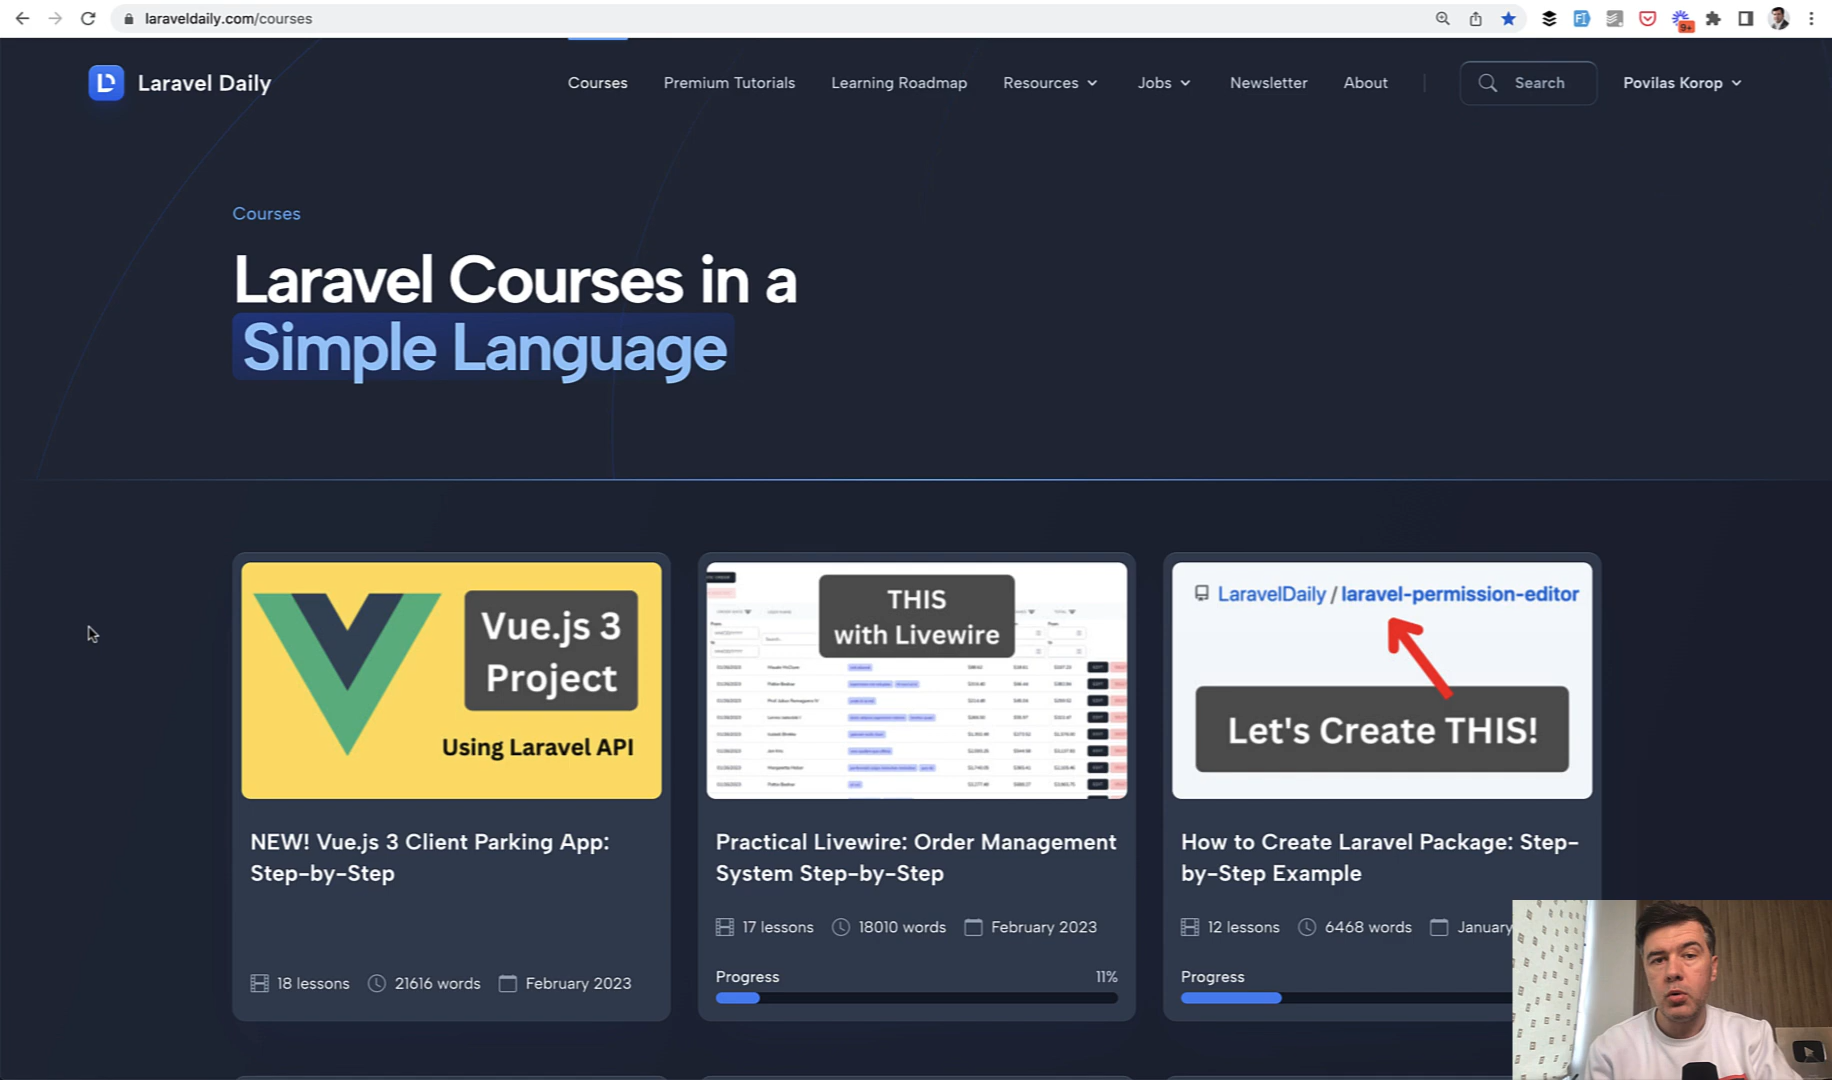 laraveldaily.com/courses
9+
Laravel Daily
Courses
Premium Tutorials
Learning Roadmap
Resources
Jobs
Newsletter
About
Search
Povilas Korop
Courses
Laravel Courses in a
Simple Language
Vue.js 3
Project
Using Laravel API
THIS
with Livewire
LaravelDaily / laravel-permission-editor
Let's Create THIS!
NEW! Vue.js 3 Client Parking App:
Step-by-Step
18 lessons
21616 words
February 2023
Practical Livewire: Order Management
System Step-by-Step
17 lessons
18010 words
February 2023
Progress
11%
How to Create Laravel Package: Step-
by-Step Example
12 lessons
6468 words
January
Progress